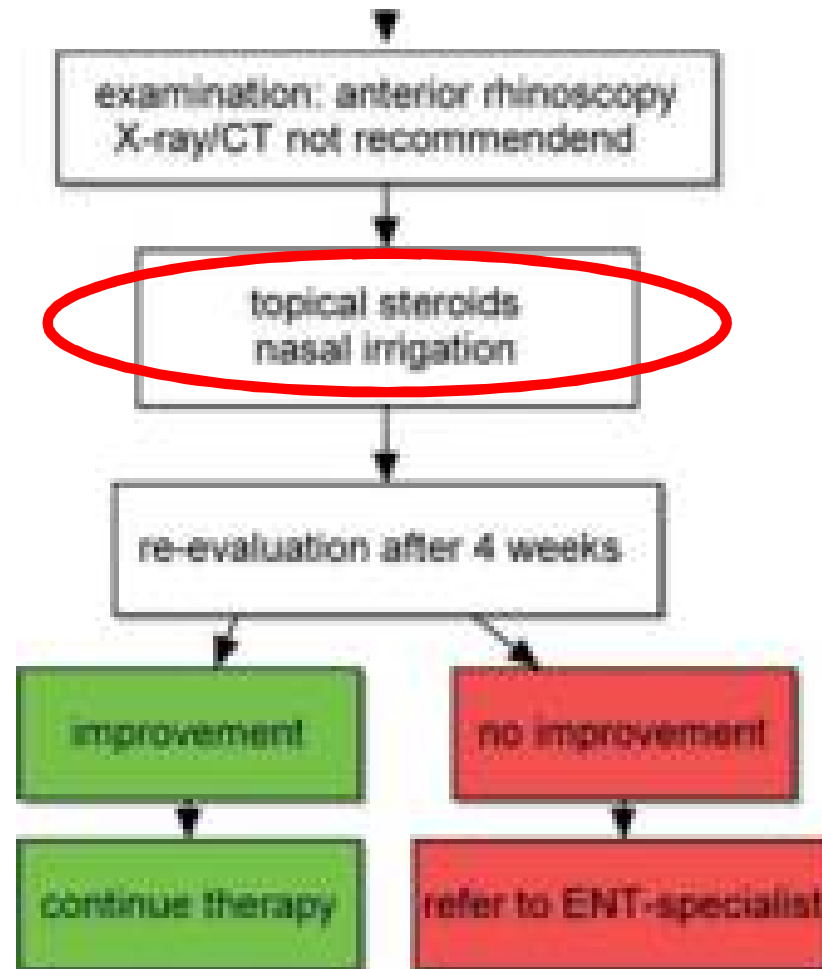 examination: anterior rhinoscopy
X-ray/CT not recommendend
topical steroids
nasal irrigation
re-evaluation after 4 weeks
improvement
no improvement
continue therapy
refer to ENT-specialist